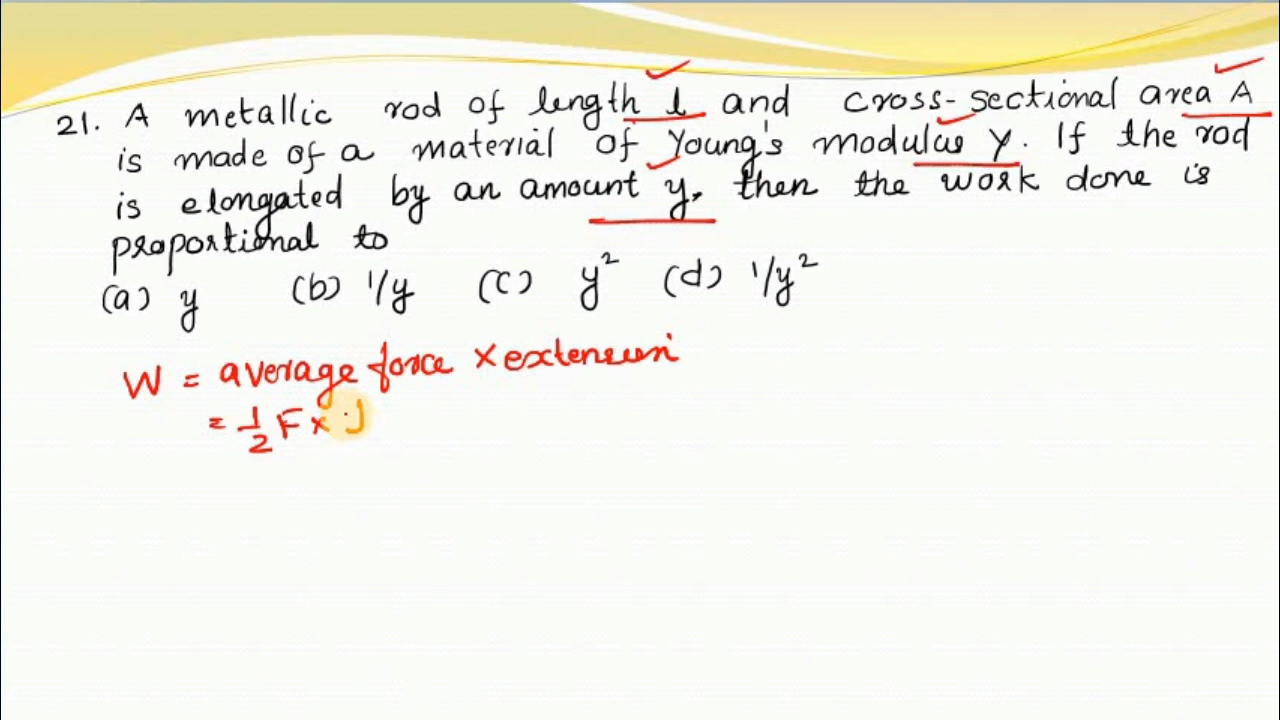 21. A metallic rod of length l and cross-sectional area A
is made of a material of Young's modulus Y. If the rod
is elongated by an amount y, then the work done is
proportional to
(a) y (b) 1/y (c) y² (d) 1/y²
W = average force × extension
= 1/2 F ×